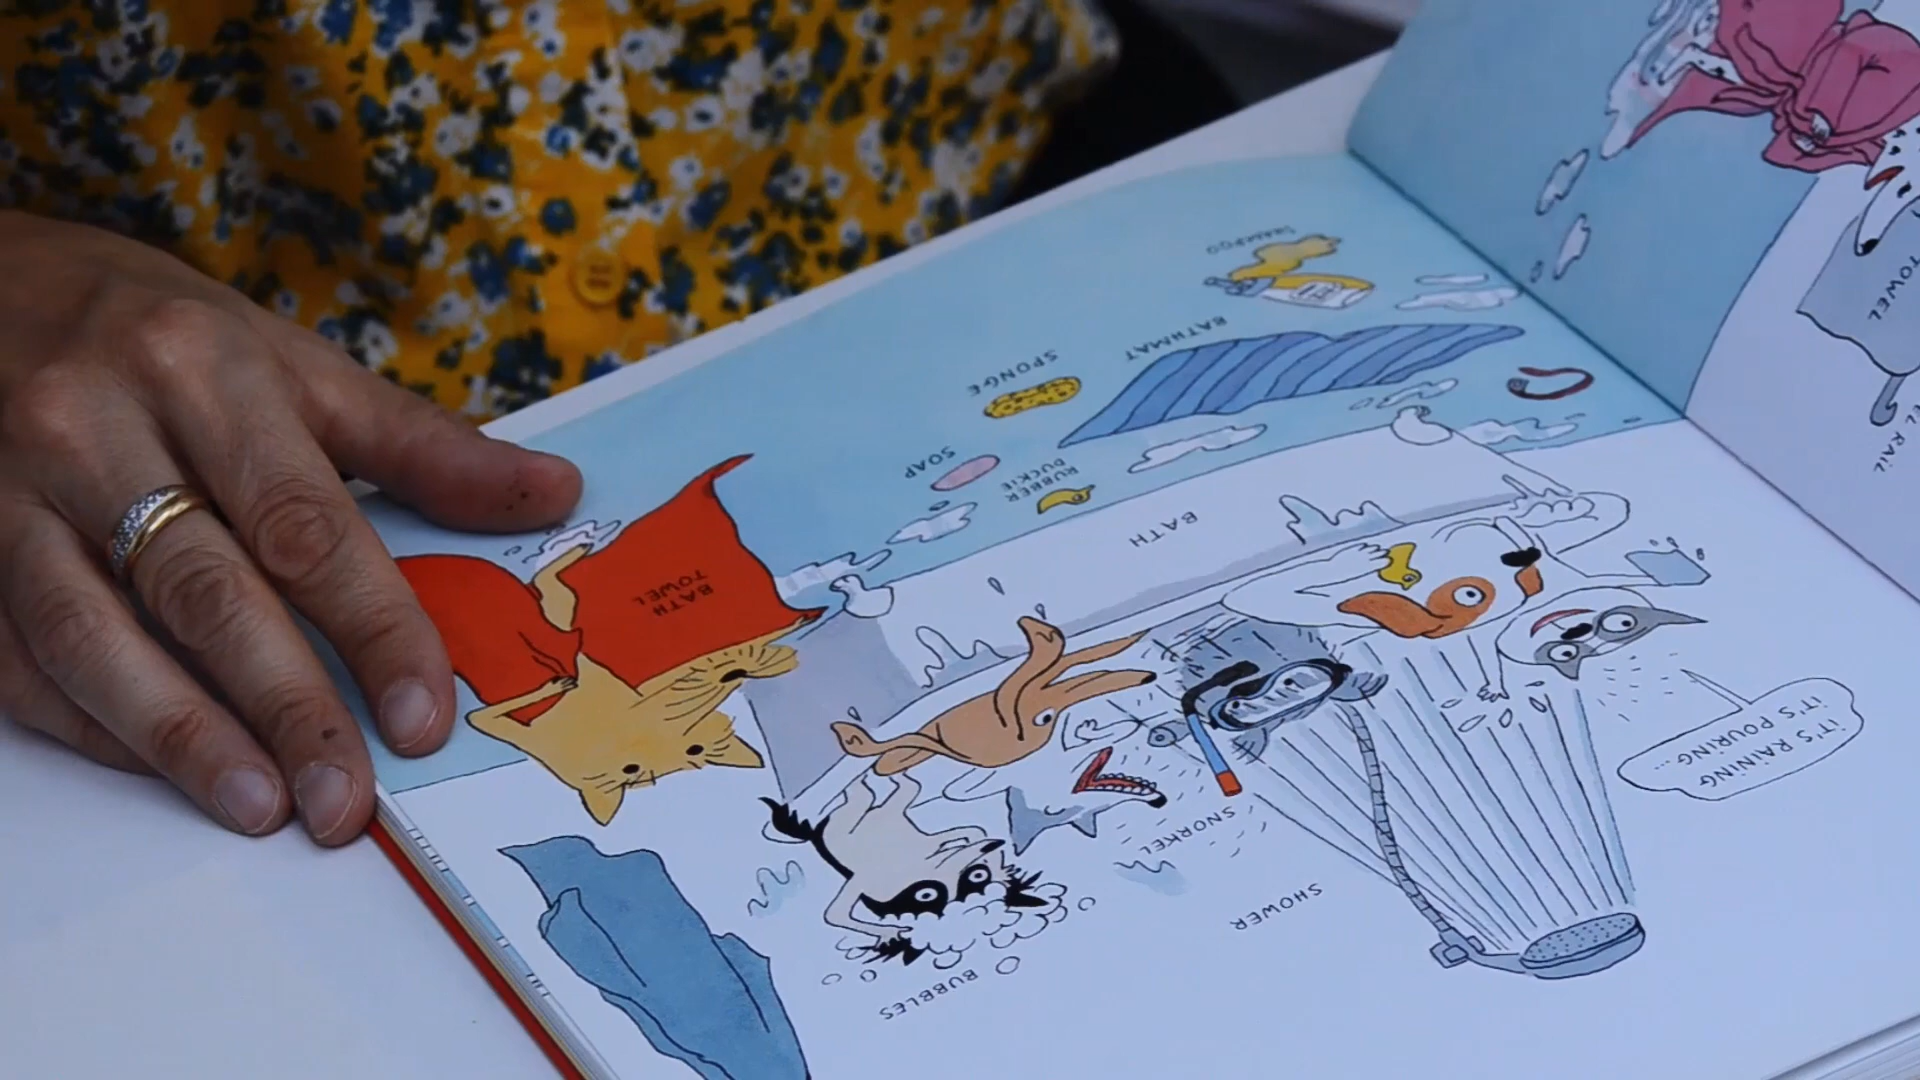 IT'S RAINING
IT'S POURING...
SHOWER
SNORKEL
BUBBLES
BATH
BATH
TOWEL
RUBBER
DUCKIE
SOAP
SPONGE
BATHMAT
SHAMPOO
TOWEL
RAIL